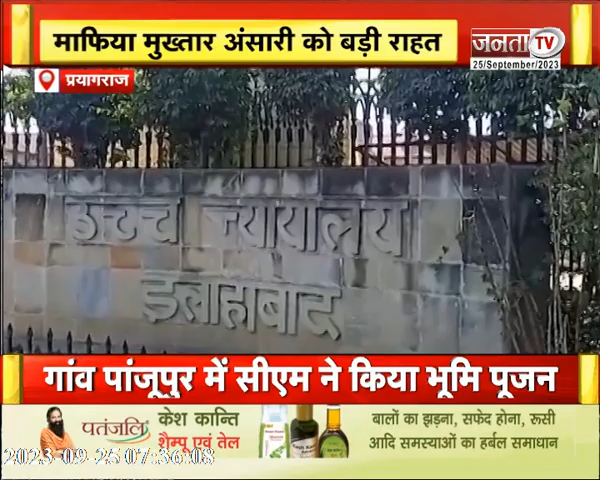 माफिया मुख्तार अंसारी को बड़ी राहत
जनता TV
25/September/2023
प्रयागराज
उच्च न्यायालय
इलाहाबाद
गांव पांजूपुर में सीएम ने किया भूमि पूजन
पतंजलि
केश कान्ति
शैम्पू एवं तेल
बालों का झड़ना, सफेद होना, रूसी
आदि समस्याओं का हर्बल समाधान
2023-09-25 07:36:08